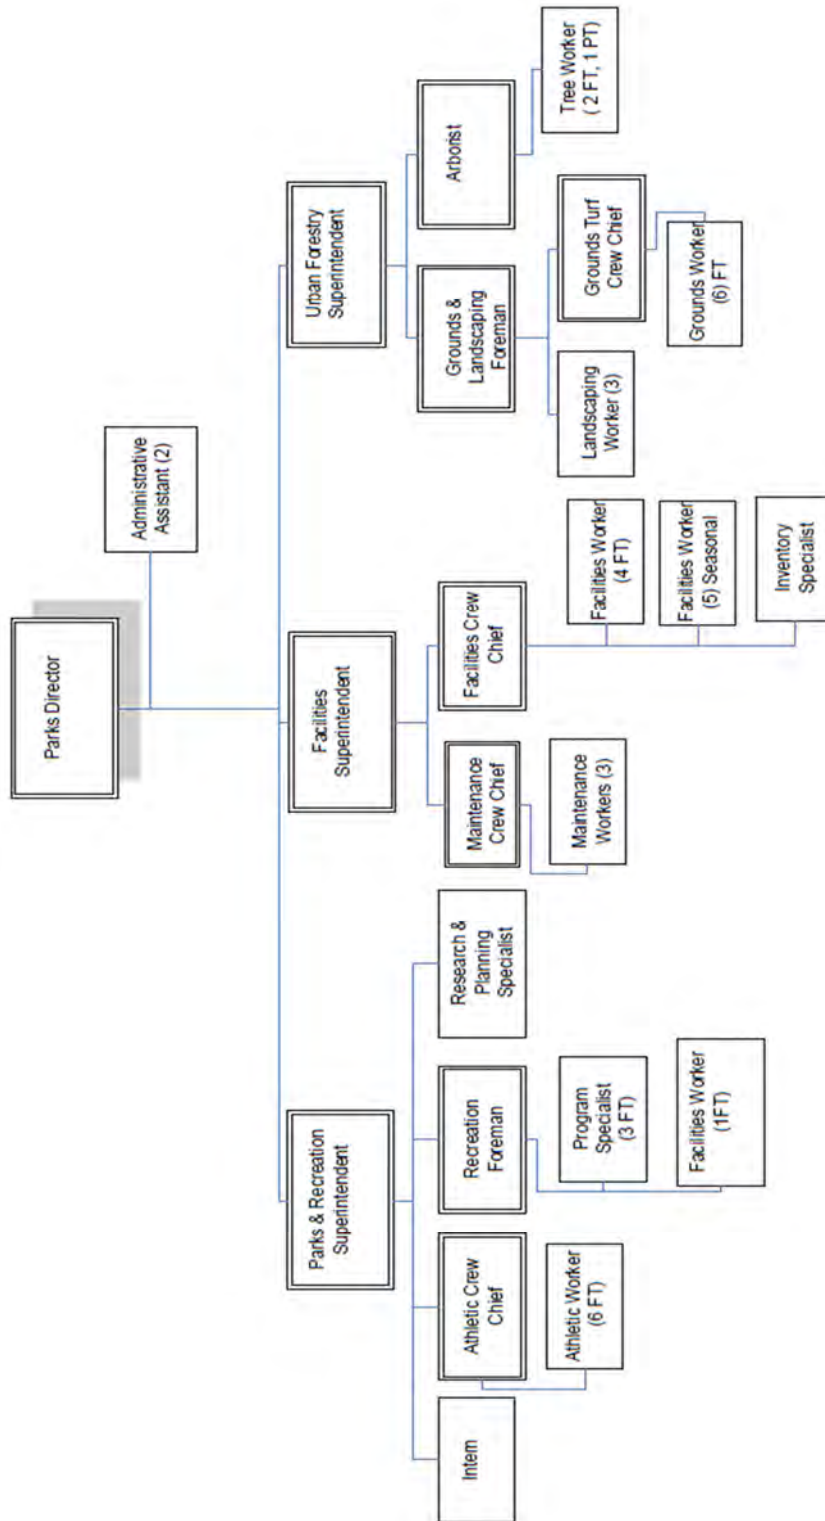 Parks Director
Administrative
Assistant (2)
Parks & Recreation
Superintendent
Facilities
Superintendent
Urban Forestry
Superintendent
Intern
Athletic Crew
Chief
Recreation
Foreman
Research &
Planning
Specialist
Maintenance
Crew Chief
Facilities Crew
Chief
Grounds &
Landscaping
Foreman
Arborist
Athletic Worker
(6 FT)
Program
Specialist
(3 FT)
Facilities Worker
(1FT)
Maintenance
Workers (3)
Facilities Worker
(4 FT)
Facilities Worker
(5) Seasonal
Inventory
Specialist
Landscaping
Worker (3)
Grounds Turf
Crew Chief
Grounds Worker
(6) FT
Tree Worker
( 2 FT, 1 PT)